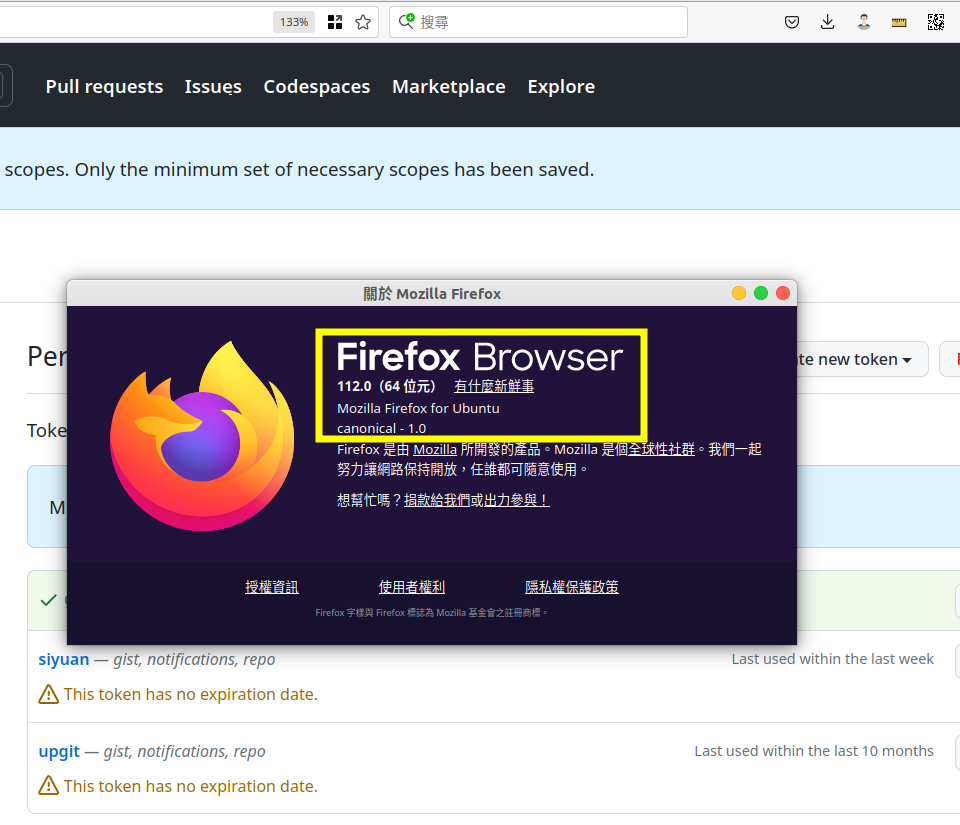 133%
搜尋
Pull requests Issues Codespaces Marketplace Explore
scopes. Only the minimum set of necessary scopes has been saved.
關於 Mozilla Firefox
Per
te new token
Firefox Browser
112.0（64 位元） 有什麼新鮮事
Mozilla Firefox for Ubuntu
canonical - 1.0
Toke
Firefox 是由 Mozilla 所開發的產品。Mozilla 是個全球性社群。我們一起
努力讓網路保持開放，任誰都可隨意使用。
M
想幫忙嗎？捐款給我們或出力參與！
授權資訊 使用者權利 隱私權保護政策
Firefox 字樣與 Firefox 標誌為 Mozilla 基金會之註冊商標。
siyuan — gist, notifications, repo Last used within the last week
This token has no expiration date.
upgit — gist, notifications, repo Last used within the last 10 months
This token has no expiration date.